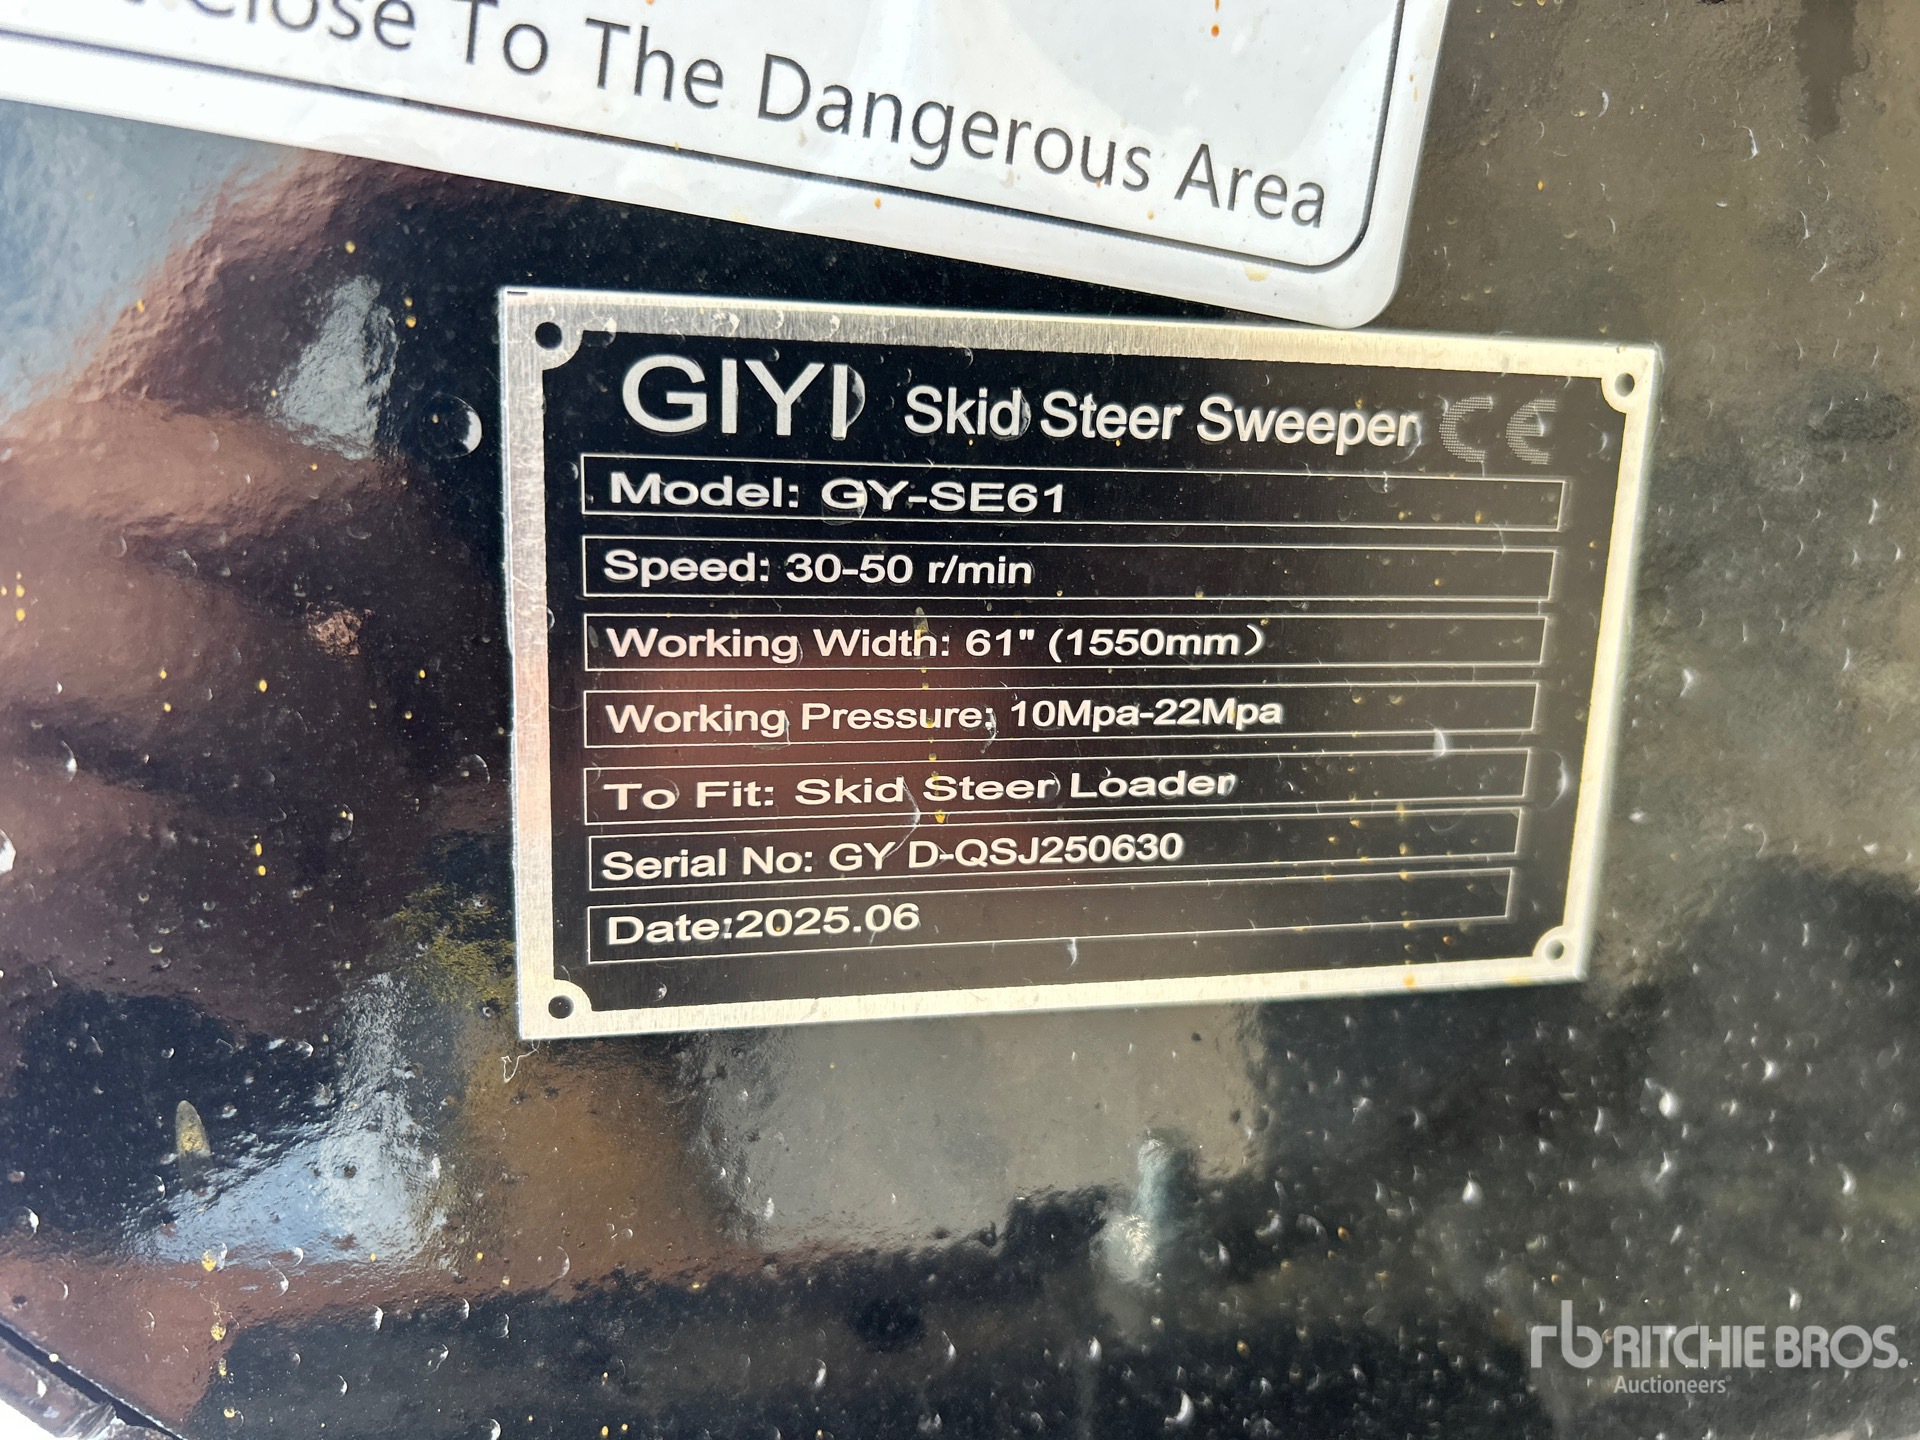 Close To The Dangerous Area
GIYI Skid Steer Sweeper CE
Model: GY-SE61
Speed: 30-50 r/min
Working Width: 61" (1550mm）
Working Pressure: 10Mpa-22Mpa
To Fit: Skid Steer Loader
Serial No: GY D-QSJ250630
Date:2025.06
rb RITCHIE BROS.
Auctioneers